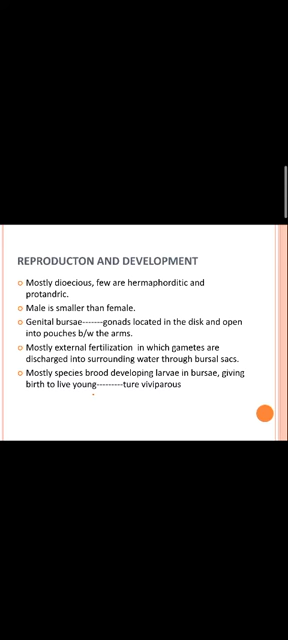 REPRODUCTON AND DEVELOPMENT
Mostly dioecious, few are hermaphorditic and
protandric.
Male is smaller than female.
Genital bursae-------gonads located in the disk and open
into pouches b/w the arms.
Mostly external fertilization in which gametes are
discharged into surrounding water through bursal sacs.
Mostly species brood developing larvae in bursae, giving
birth to live young---------ture viviparous